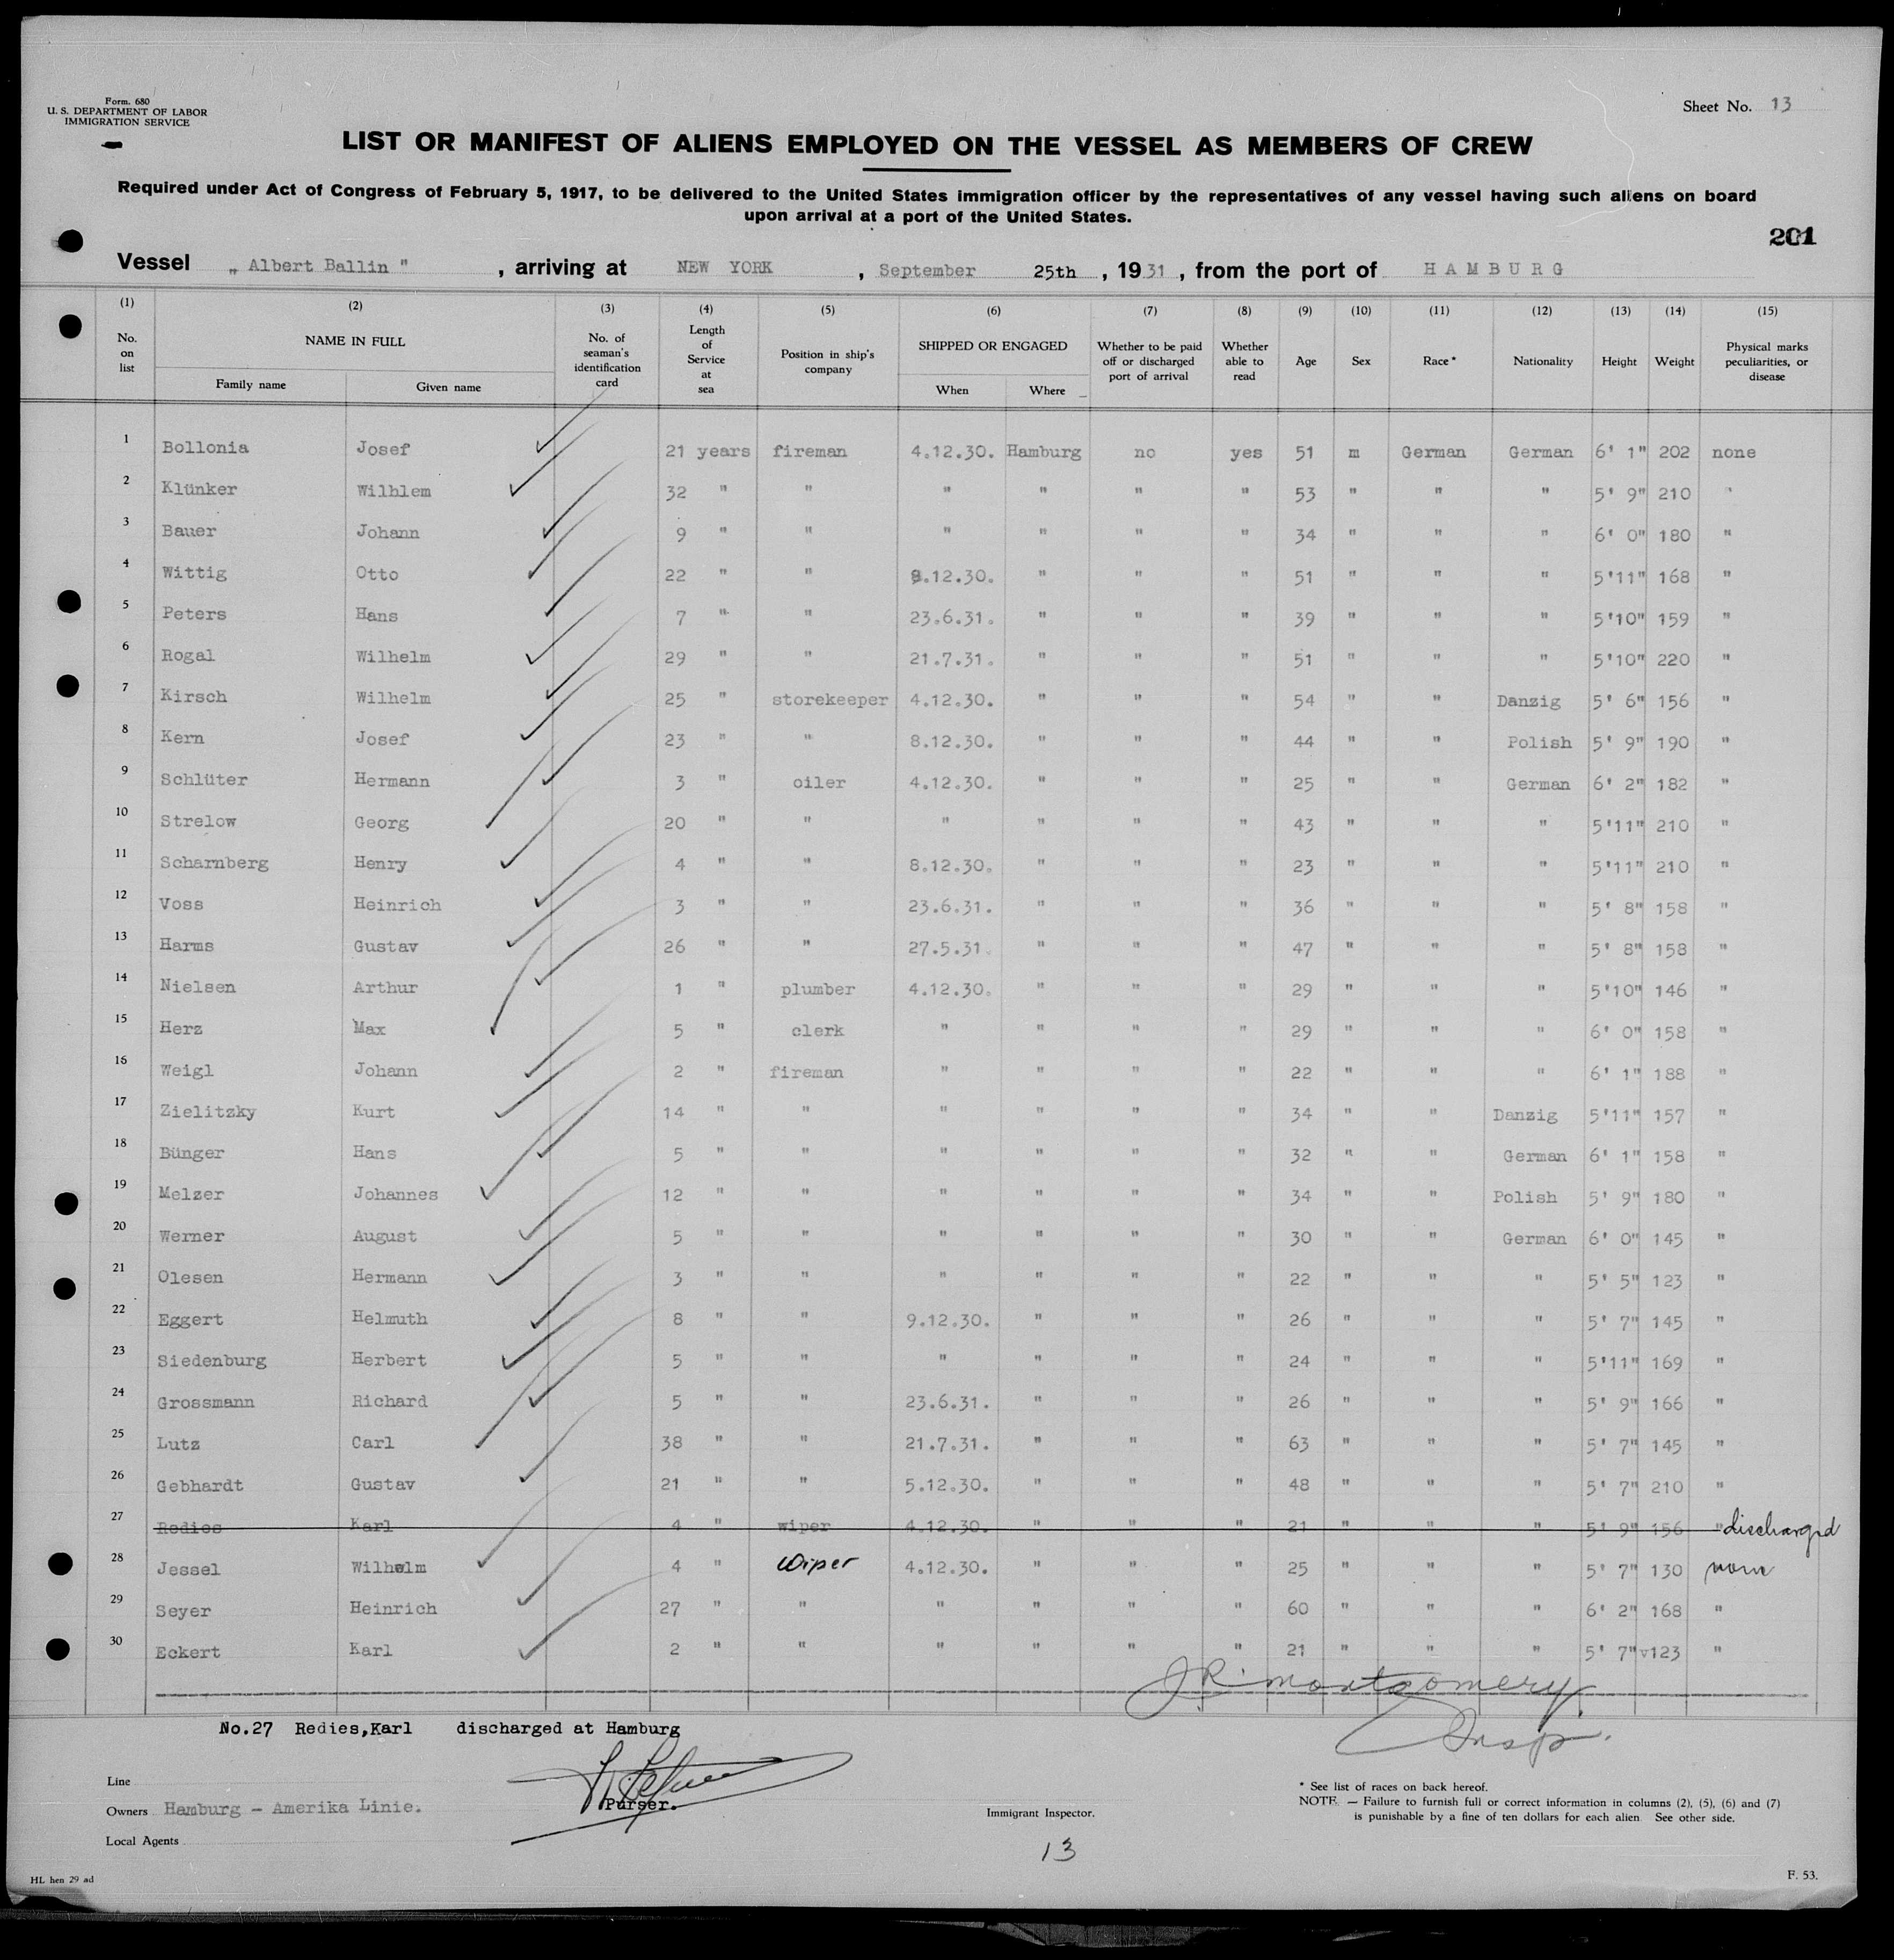 Form. 680
U. S. DEPARTMENT OF LABOR
IMMIGRATION SERVICE
Sheet No. 13
LIST OR MANIFEST OF ALIENS EMPLOYED ON THE VESSEL AS MEMBERS OF CREW
Required under Act of Congress of February 5, 1917, to be delivered to the United States immigration officer by the representatives of any vessel having such aliens on board
upon arrival at a port of the United States.
201
Vessel „ Albert Ballin " , arriving at NEW YORK , September 25th , 1931 , from the port of HAMBURG
(1) (2) (3) (4) (5) (6) (7) (8) (9) (10) (11) (12) (13) (14) (15)
No. on list NAME IN FULL Family name Given name No. of seaman's identification card Length of Service at sea Position in ship's company SHIPPED OR ENGAGED When Where Whether to be paid off or discharged port of arrival Whether able to read Age Sex Race * Nationality Height Weight Physical marks peculiarities, or disease
1 Bollonia Josef 21 years fireman 4.12.30. Hamburg no yes 51 m German German 6' 1" 202 none
2 Klünker Wilhlem 32 " " " " " " 53 " " " 5' 9" 210 "
3 Bauer Johann 9 " " " " " " 34 " " " 6' 0" 180 "
4 Wittig Otto 22 " " 8.12.30. " " " 51 " " " 5'11" 168 "
5 Peters Hans 7 " " 23.6.31. " " " 39 " " " 5'10" 159 "
6 Rogal Wilhelm 29 " " 21.7.31. " " " 51 " " " 5'10" 220 "
7 Kirsch Wilhelm 25 " storekeeper 4.12.30. " " " 54 " " Danzig 5' 6" 156 "
8 Kern Josef 23 " " 8.12.30. " " " 44 " " Polish 5' 9" 190 "
9 Schlüter Hermann 3 " oiler 4.12.30. " " " 25 " " German 6' 2" 182 "
10 Strelow Georg 20 " " " " " " 43 " " " 5'11" 210 "
11 Scharnberg Henry 4 " " 8.12.30. " " " 23 " " " 5'11" 210 "
12 Voss Heinrich 3 " " 23.6.31. " " " 36 " " " 5' 8" 158 "
13 Harms Gustav 26 " " 27.5.31. " " " 47 " " " 5' 8" 158 "
14 Nielsen Arthur 1 " plumber 4.12.30. " " " 29 " " " 5'10" 146 "
15 Herz Max 5 " clerk " " " " 29 " " " 6' 0" 158 "
16 Weigl Johann 2 " fireman " " " " 22 " " " 6' 1" 188 "
17 Zielitzky Kurt 14 " " " " " " 34 " " Danzig 5'11" 157 "
18 Bünger Hans 5 " " " " " " 32 " " German 6' 1" 158 "
19 Melzer Johannes 12 " " " " " " 34 " " Polish 5' 9" 180 "
20 Werner August 5 " " " " " " 30 " " German 6' 0" 145 "
21 Olesen Hermann 3 " " " " " " 22 " " " 5' 5" 123 "
22 Eggert Helmuth 8 " " 9.12.30. " " " 26 " " " 5' 7" 145 "
23 Siedenburg Herbert 5 " " " " " " 24 " " " 5'11" 169 "
24 Grossmann Richard 5 " " 23.6.31. " " " 26 " " " 5' 9" 166 "
25 Lutz Carl 38 " " 21.7.31. " " " 63 " " " 5' 7" 145 "
26 Gebhardt Gustav 21 " " 5.12.30. " " " 48 " " " 5' 7" 210 "
27 Redies Karl 4 " wiper 4.12.30. " " " 21 " " " 5' 9" 156 " discharged
28 Jessel Wilhelm 4 " wiper 4.12.30. " " " 25 " " " 5' 7" 130 none
29 Seyer Heinrich 27 " " " " " " 60 " " " 6' 2" 168 "
30 Eckert Karl 2 " " " " " " 21 " " " 5' 7" 123 "
J R Montgomery
Insp.
No.27 Redies,Karl discharged at Hamburg
Line
Purser.
Owners Hamburg - Amerika Linie.
Local Agents
Immigrant Inspector.
13
* See list of races on back hereof.
NOTE — Failure to furnish full or correct information in columns (2), (5), (6) and (7)
is punishable by a fine of ten dollars for each alien. See other side.
HL hen 29 ad
F. 53.